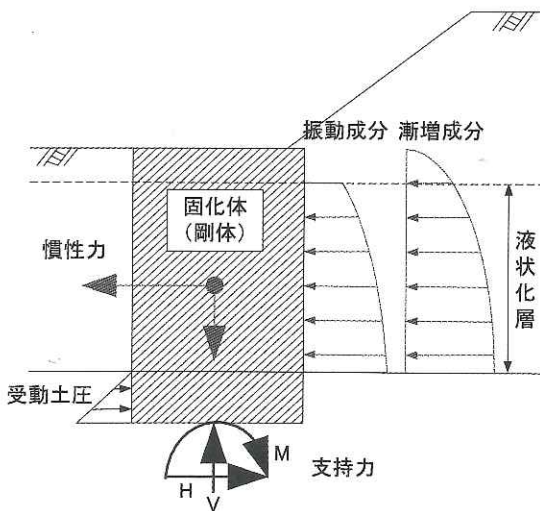 振動成分 漸増成分
固化体
(剛体)
慣性力
液状化層
受動土圧
M
支持力
H
V